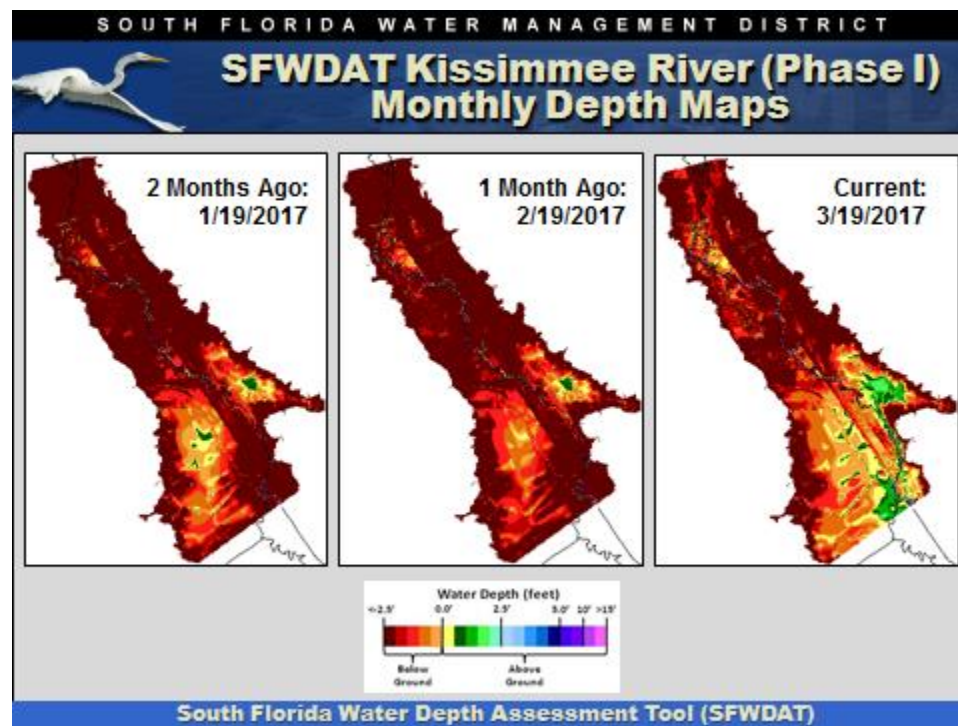 SOUTH FLORIDA WATER MANAGEMENT DISTRICT
SFWDAT Kissimmee River (Phase I)
Monthly Depth Maps
2 Months Ago:
1/19/2017
1 Month Ago:
2/19/2017
Current:
3/19/2017
Water Depth (feet)
<-2.5' 0.0' 2.5' 5.0' 10' >15'
Below
Ground
Above
Ground
South Florida Water Depth Assessment Tool (SFWDAT)